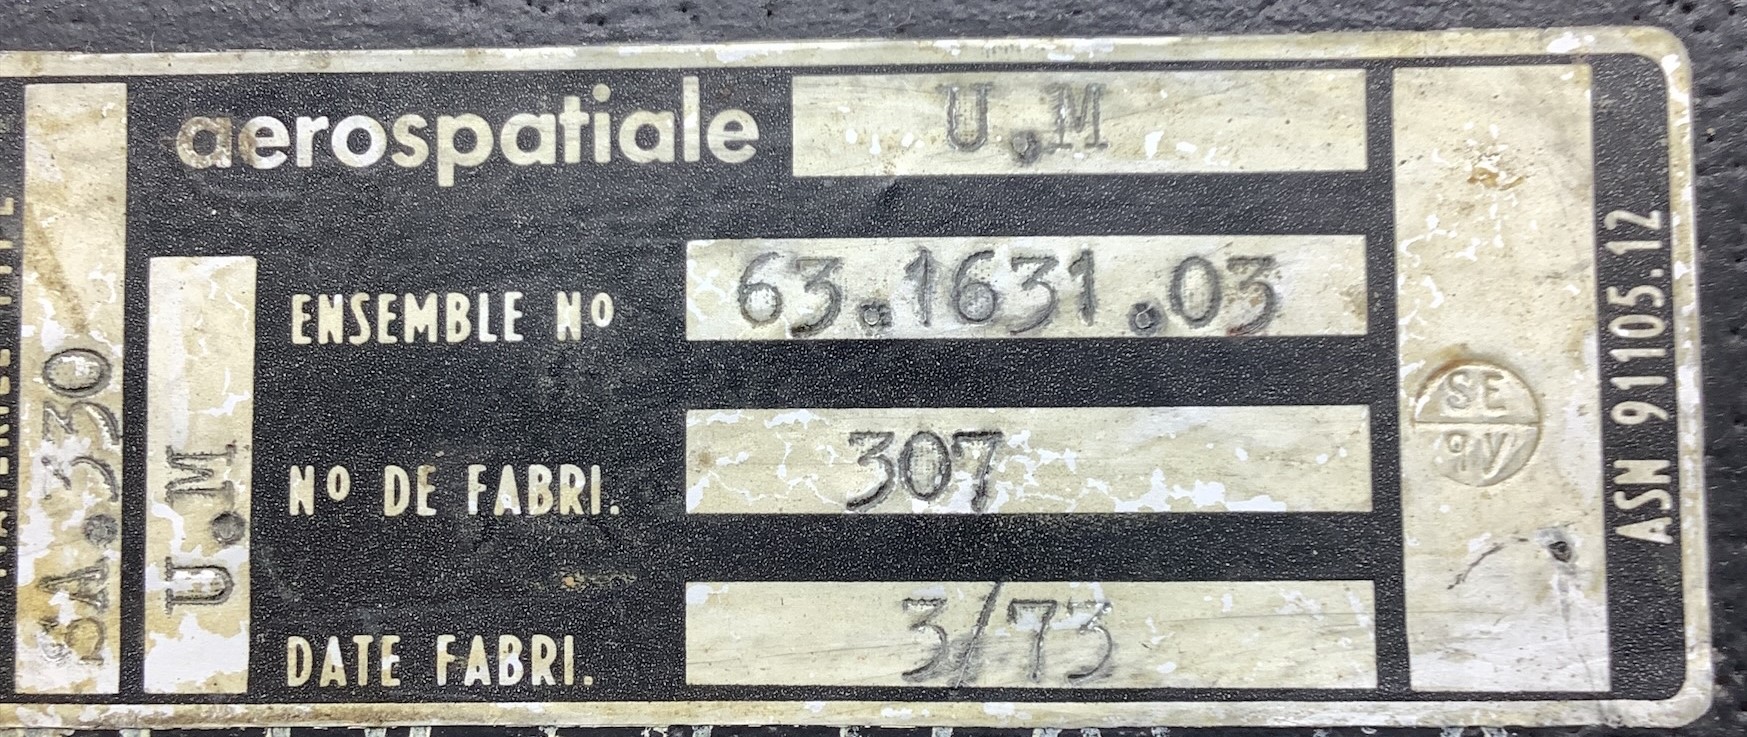 SA.330
U.M
aerospatiale U.M
ENSEMBLE Nº 63.1631.03
Nº DE FABRI. 307
DATE FABRI. 3/73
SE
ASN 91105.12